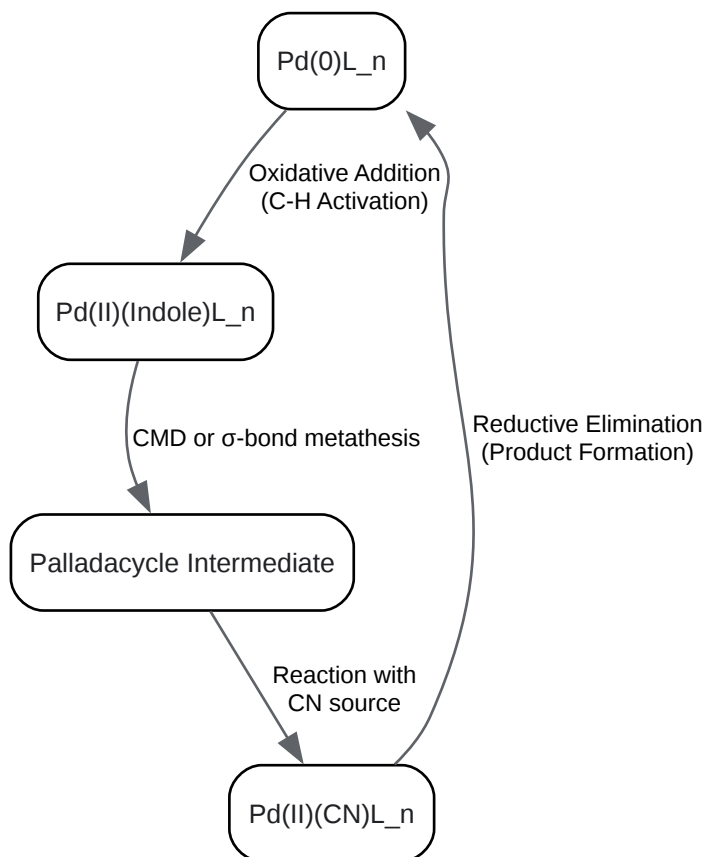 Pd(0)L_n
Oxidative Addition
(C-H Activation)
Pd(II)(Indole)L_n
CMD or σ-bond metathesis
Reductive Elimination
(Product Formation)
Palladacycle Intermediate
Reaction with
CN source
Pd(II)(CN)L_n